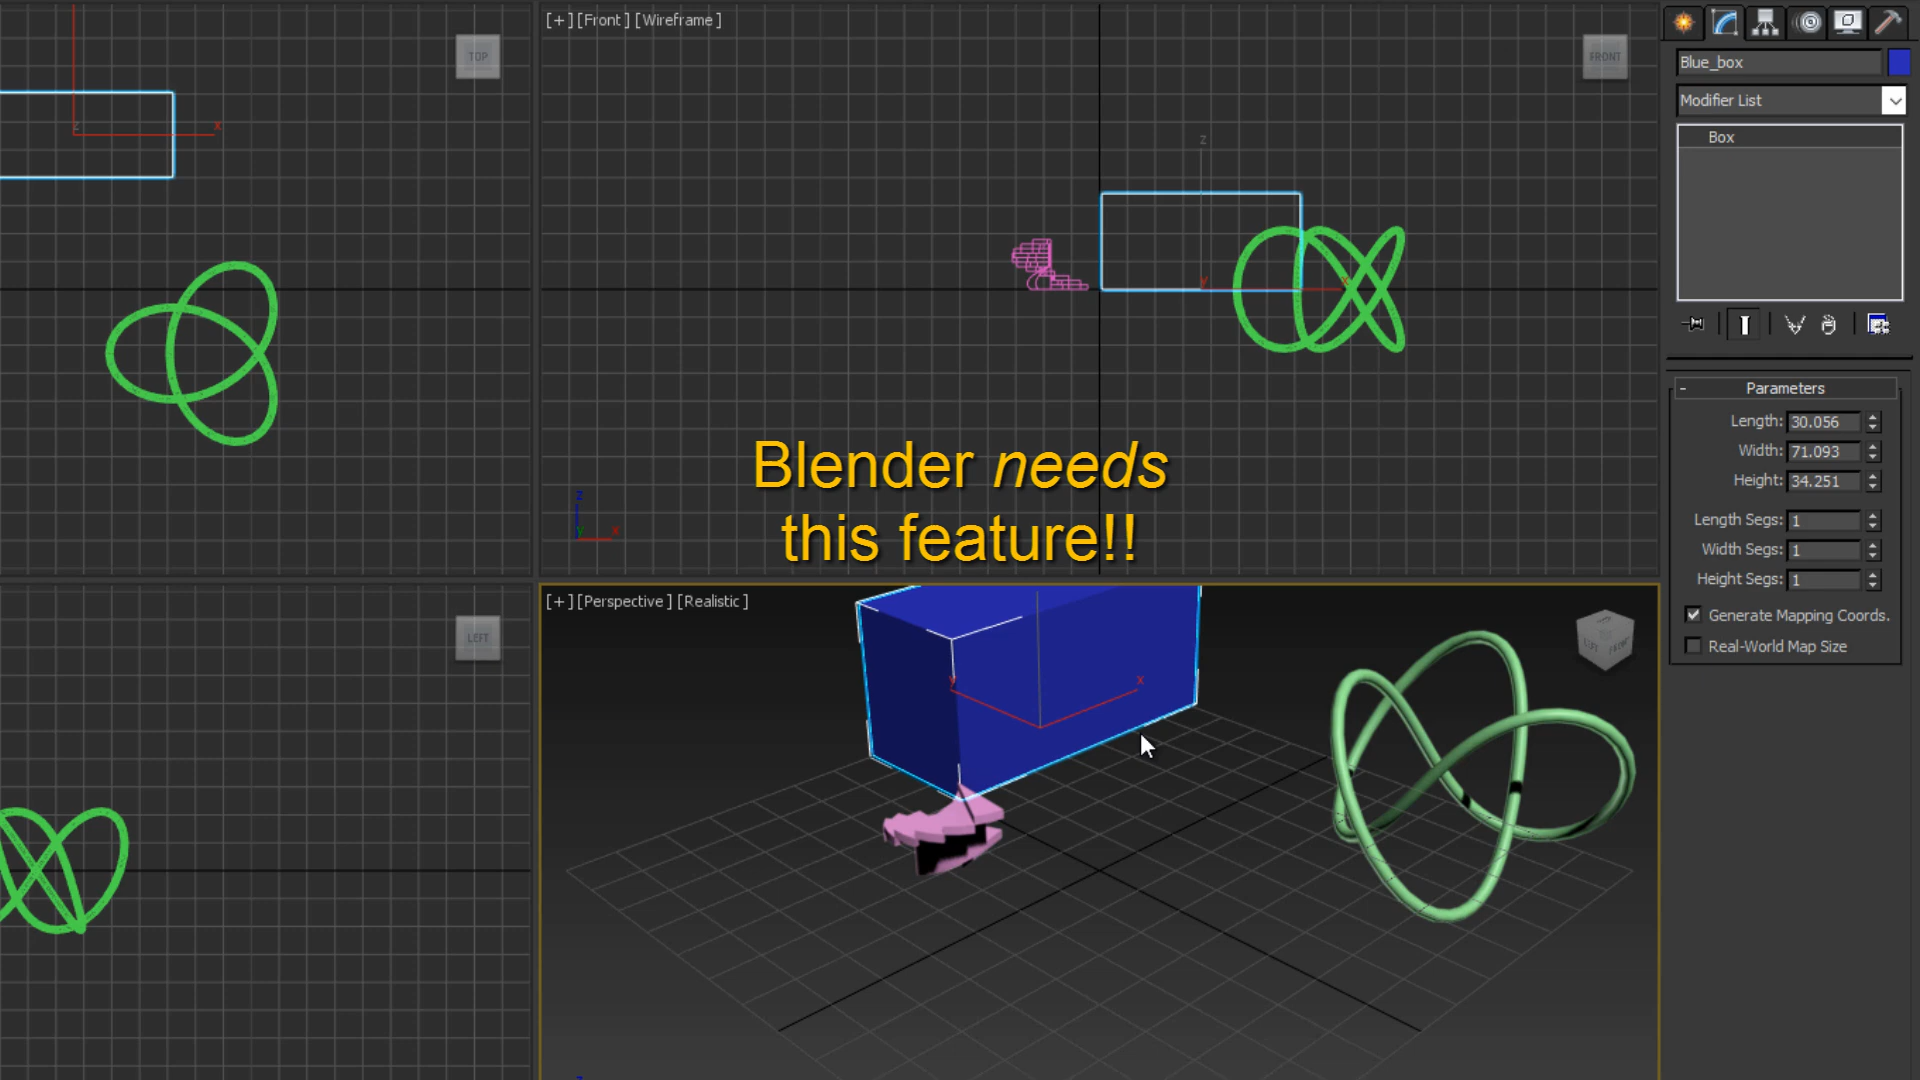 [+] [Front ] [Wireframe ]
TOP
FRONT
Blue_box
Modifier List
Box
z
x
z
x
Blender needs
this feature!!
z
y
x
Parameters
Length: 30.056
Width: 71.093
Height: 34.251
Length Segs: 1
Width Segs: 1
Height Segs: 1
Generate Mapping Coords.
Real-World Map Size
[+] [Perspective ] [Realistic ]
LEFT
y
x
LEFT
FRONT